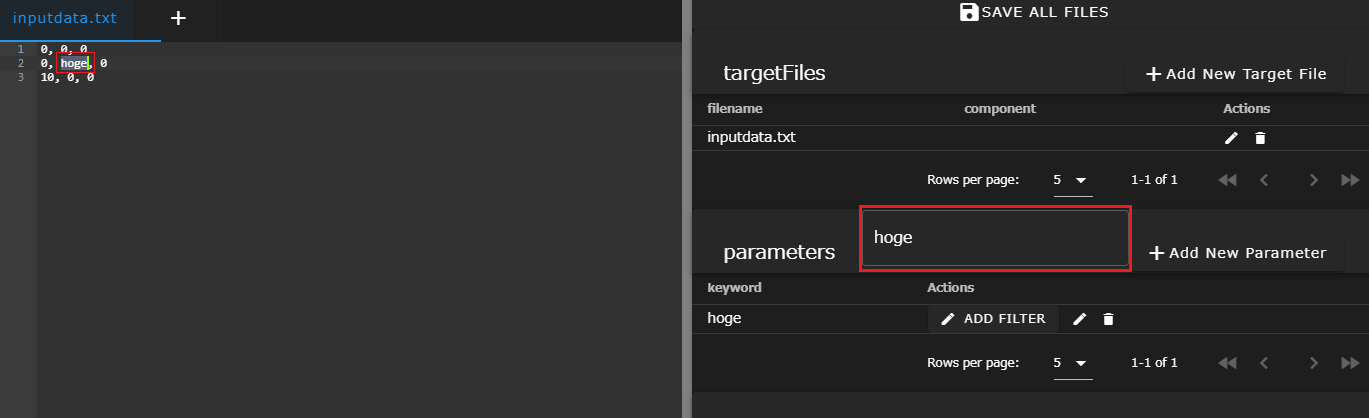 inputdata.txt +
1 0, 0, 0
2 0, hoge, 0
3 10, 0, 0
SAVE ALL FILES
targetFiles
+ Add New Target File
filename component Actions
inputdata.txt
Rows per page: 5 1-1 of 1
parameters
hoge
+ Add New Parameter
keyword Actions
hoge ADD FILTER
Rows per page: 5 1-1 of 1